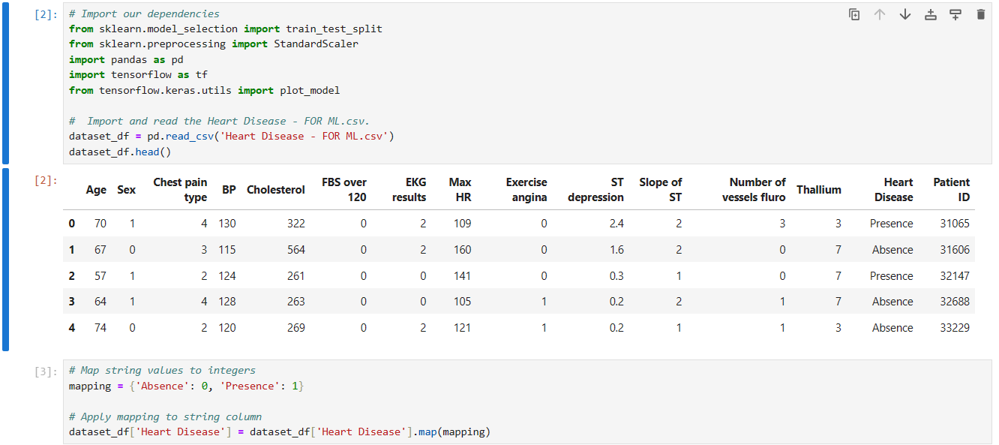 [2]:
# Import our dependencies
from sklearn.model_selection import train_test_split
from sklearn.preprocessing import StandardScaler
import pandas as pd
import tensorflow as tf
from tensorflow.keras.utils import plot_model
#  Import and read the Heart Disease - FOR ML.csv.
dataset_df = pd.read_csv('Heart Disease - FOR ML.csv')
dataset_df.head()
[2]:
Age Sex Chest pain type BP Cholesterol FBS over 120 EKG results Max HR Exercise angina ST depression Slope of ST Number of vessels fluro Thallium Heart Disease Patient ID
0 70 1 4 130 322 0 2 109 0 2.4 2 3 3 Presence 31065
1 67 0 3 115 564 0 2 160 0 1.6 2 0 7 Absence 31606
2 57 1 2 124 261 0 0 141 0 0.3 1 0 7 Presence 32147
3 64 1 4 128 263 0 0 105 1 0.2 2 1 7 Absence 32688
4 74 0 2 120 269 0 2 121 1 0.2 1 1 3 Absence 33229
[3]:
# Map string values to integers
mapping = {'Absence': 0, 'Presence': 1}
# Apply mapping to string column
dataset_df['Heart Disease'] = dataset_df['Heart Disease'].map(mapping)